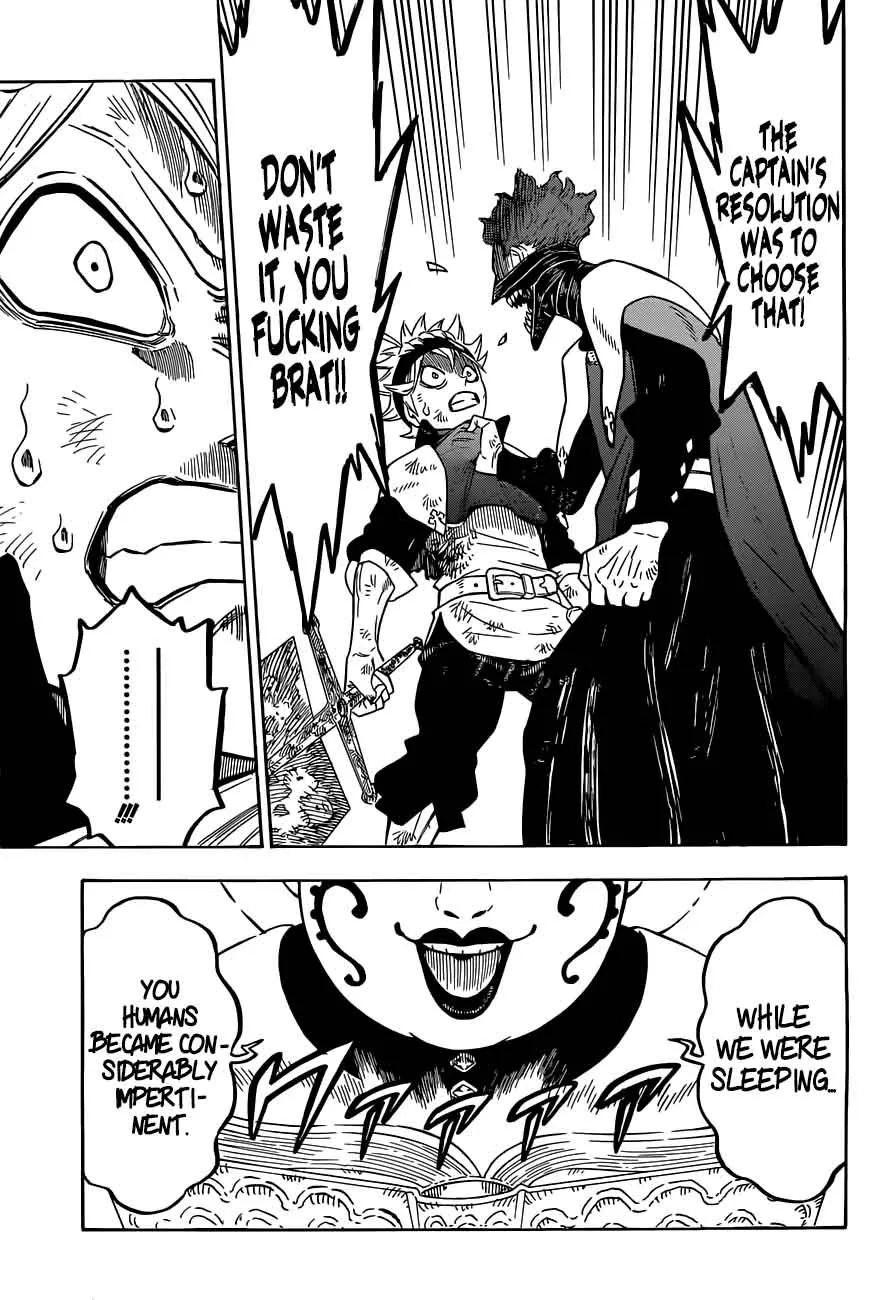 THE
CAPTAIN'S
RESOLUTION
WAS TO
CHOOSE
THAT!
DON'T
WASTE
IT, YOU
FUCKING
BRAT!!
...........!!!
WHILE
WE WERE
SLEEPING...
YOU
HUMANS
BECAME CON-
SIDERABLY
IMPERTI-
NENT.